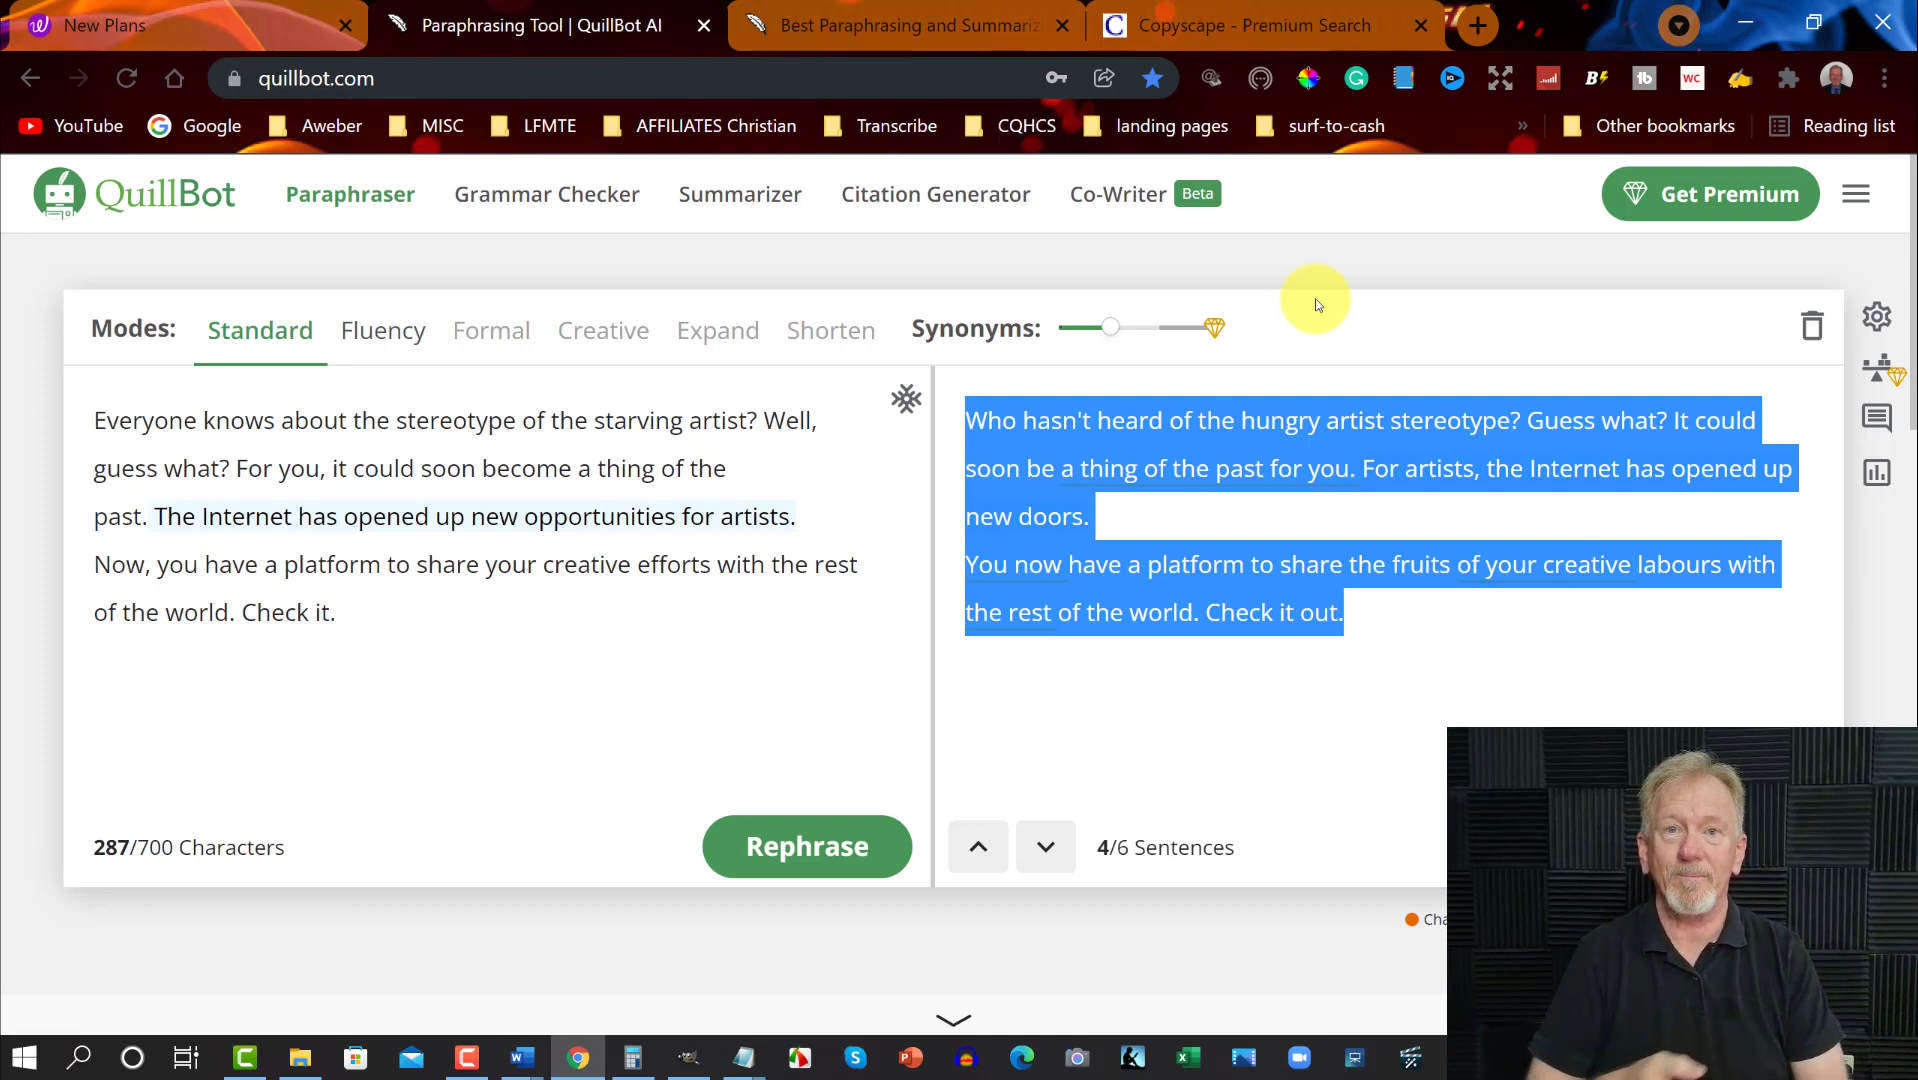 New Plans
Paraphrasing Tool | QuillBot AI
Best Paraphrasing and Summariz
Copyscape - Premium Search
quillbot.com
YouTube
Google
Aweber
MISC
LFMTE
AFFILIATES Christian
Transcribe
CQHCS
landing pages
surf-to-cash
Other bookmarks
Reading list
QuillBot
Paraphraser
Grammar Checker
Summarizer
Citation Generator
Co-Writer Beta
Get Premium
Modes:
Standard
Fluency
Formal
Creative
Expand
Shorten
Synonyms:
Everyone knows about the stereotype of the starving artist? Well,
guess what? For you, it could soon become a thing of the
past. The Internet has opened up new opportunities for artists.
Now, you have a platform to share your creative efforts with the rest
of the world. Check it.
Who hasn't heard of the hungry artist stereotype? Guess what? It could
soon be a thing of the past for you. For artists, the Internet has opened up
new doors.
You now have a platform to share the fruits of your creative labours with
the rest of the world. Check it out.
287/700 Characters
Rephrase
4/6 Sentences
Cha